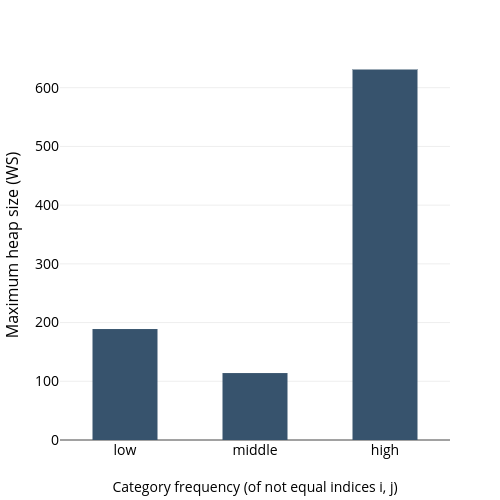 Maximum heap size (WS)
600
500
400
300
200
100
0
low middle high
Category frequency (of not equal indices i, j)